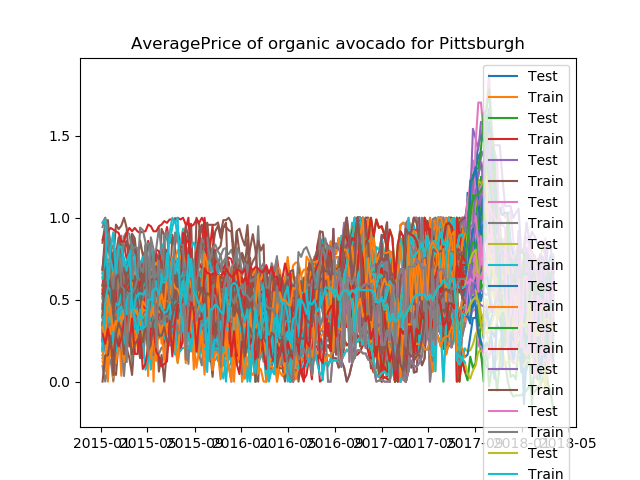 AveragePrice of organic avocado for Pittsburgh
1.5
1.0
0.5
0.0
2015-01
2015-05
2015-09
2016-01
2016-05
2016-09
2017-01
2017-05
2017-09
2018-01
2018-05
Test
Train
Test
Train
Test
Train
Test
Train
Test
Train
Test
Train
Test
Train
Test
Train
Test
Train
Test
Train